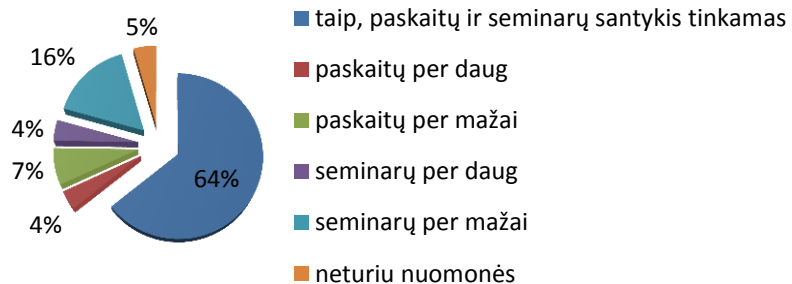 5%
16%
4%
7%
4%
64%
taip, paskaitų ir seminarų santykis tinkamas
paskaitų per daug
paskaitų per mažai
seminarų per daug
seminarų per mažai
neturiu nuomonės